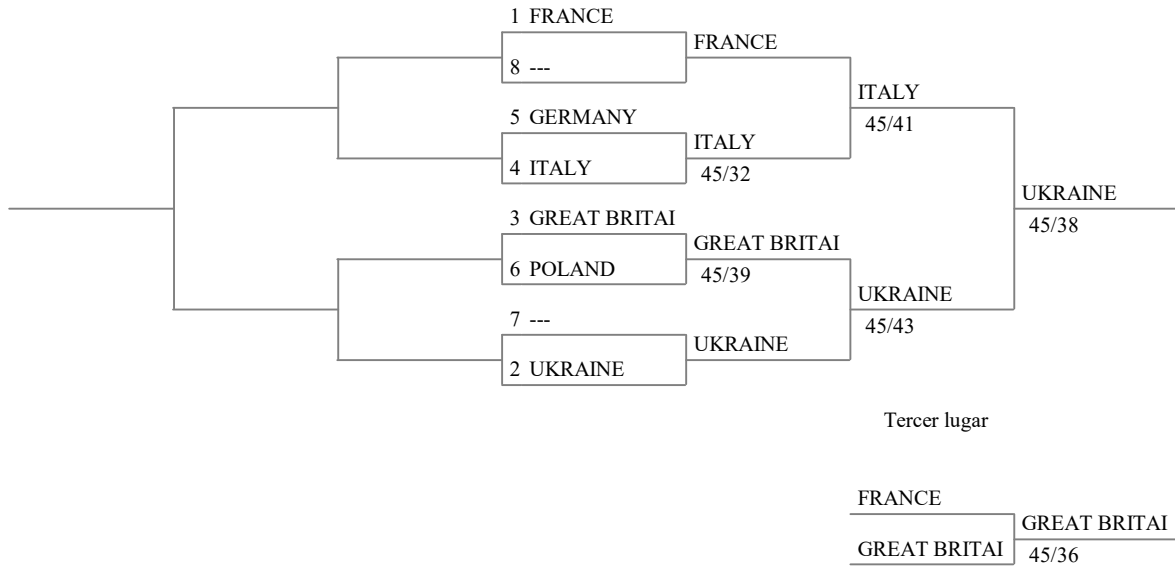 1 FRANCE
FRANCE
8 ---
ITALY
45/41
5 GERMANY
ITALY
45/32
4 ITALY
UKRAINE
45/38
3 GREAT BRITAI
GREAT BRITAI
45/39
6 POLAND
UKRAINE
45/43
7 ---
UKRAINE
2 UKRAINE
Tercer lugar
FRANCE
GREAT BRITAI
45/36
GREAT BRITAI